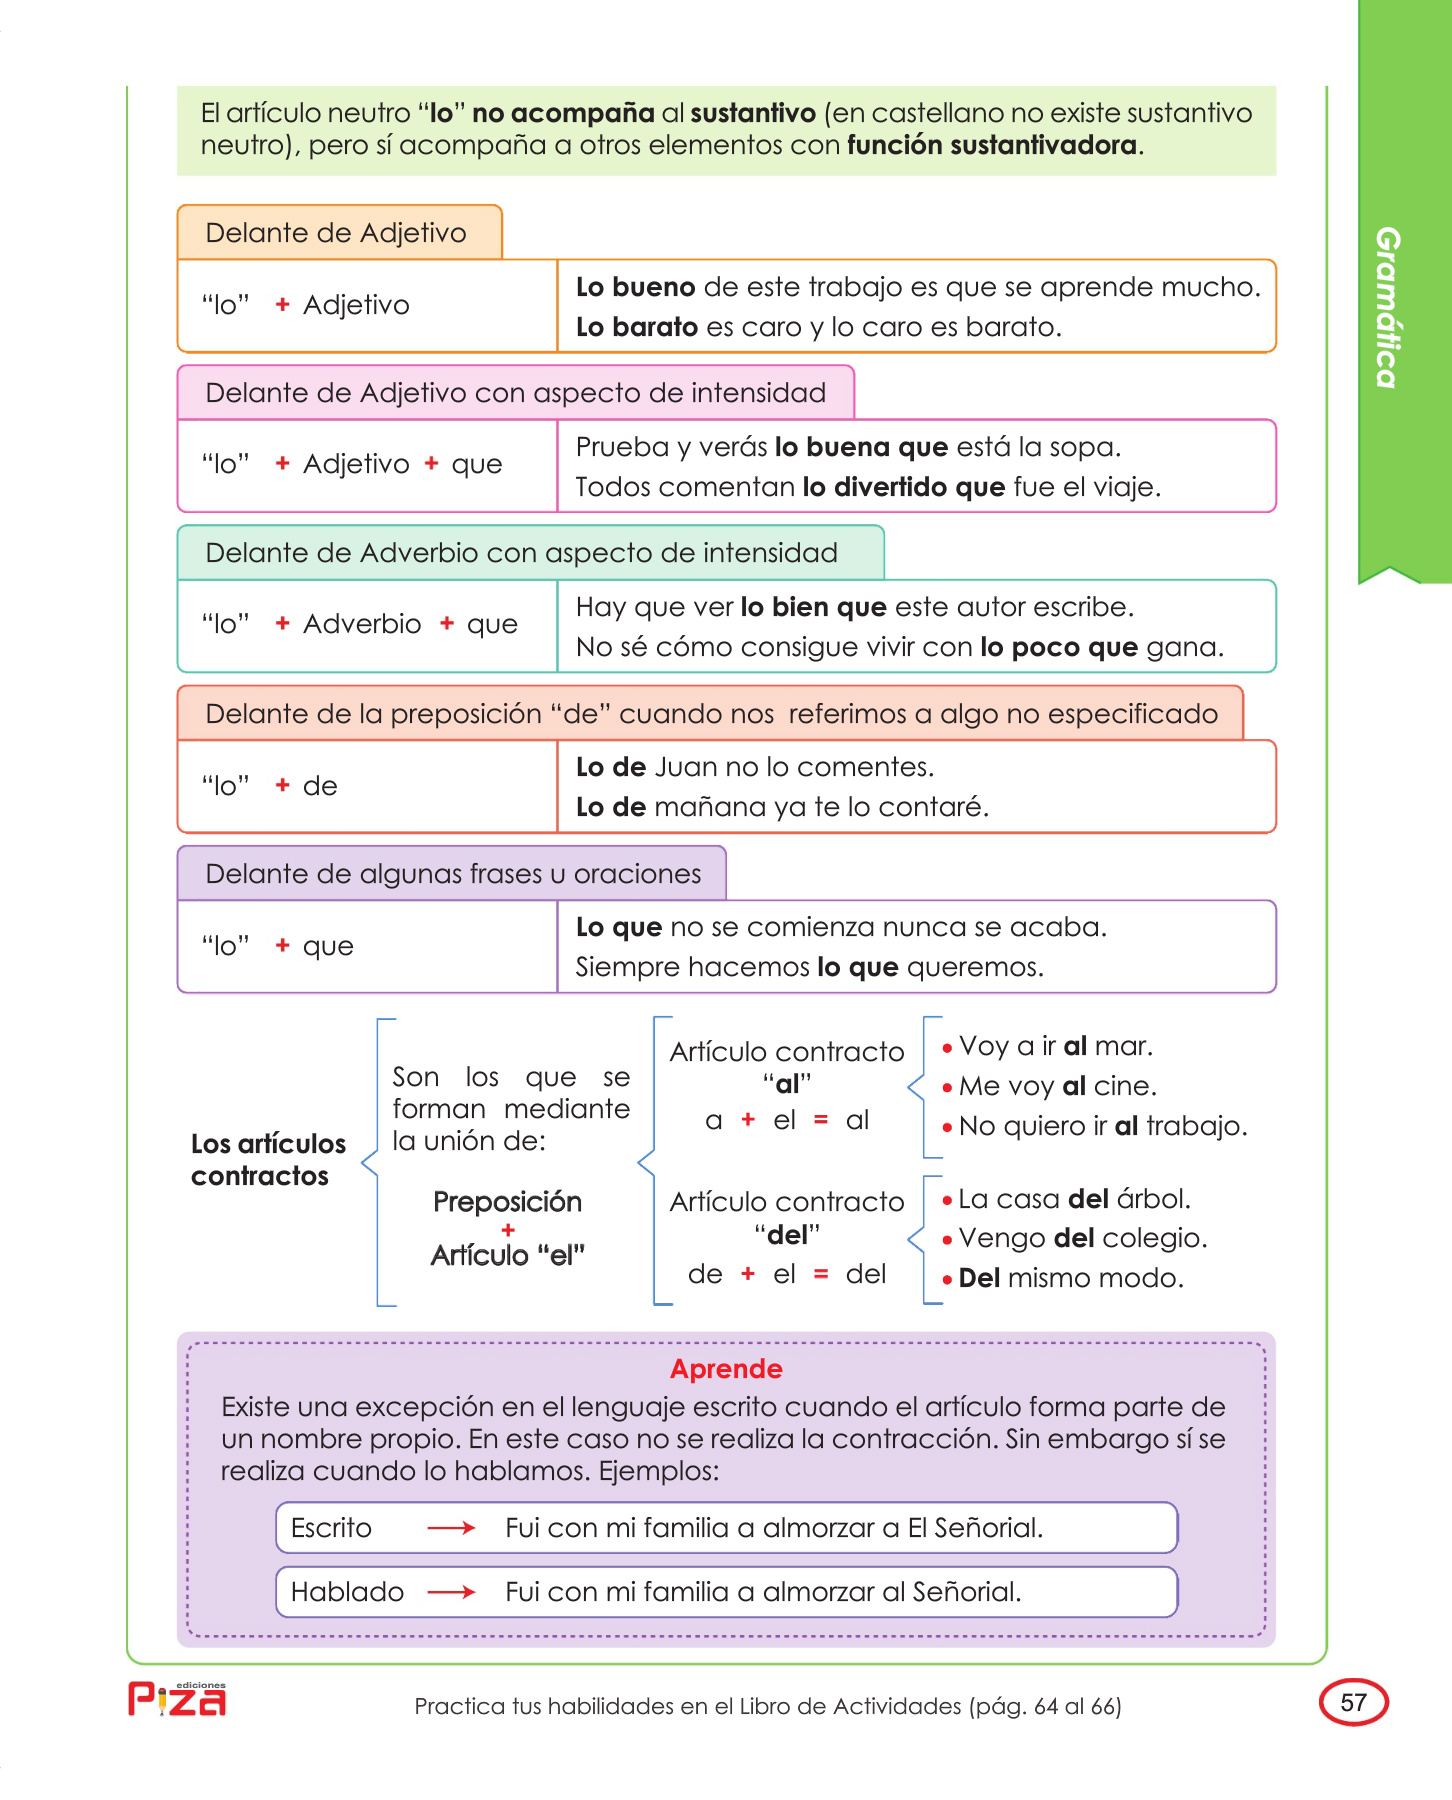 El artículo neutro “lo” no acompaña al sustantivo (en castellano no existe sustantivo
neutro), pero sí acompaña a otros elementos con función sustantivadora.
Gramática
Delante de Adjetivo
“lo” + Adjetivo
Lo bueno de este trabajo es que se aprende mucho.
Lo barato es caro y lo caro es barato.
Delante de Adjetivo con aspecto de intensidad
“lo” + Adjetivo + que
Prueba y verás lo buena que está la sopa.
Todos comentan lo divertido que fue el viaje.
Delante de Adverbio con aspecto de intensidad
“lo” + Adverbio + que
Hay que ver lo bien que este autor escribe.
No sé cómo consigue vivir con lo poco que gana.
Delante de la preposición “de” cuando nos referimos a algo no especificado
“lo” + de
Lo de Juan no lo comentes.
Lo de mañana ya te lo contaré.
Delante de algunas frases u oraciones
“lo” + que
Lo que no se comienza nunca se acaba.
Siempre hacemos lo que queremos.
Los artículos
contractos
Son los que se
forman mediante
la unión de:
Preposición
+
Artículo “el”
Artículo contracto
“al”
a + el = al
• Voy a ir al mar.
• Me voy al cine.
• No quiero ir al trabajo.
Artículo contracto
“del”
de + el = del
• La casa del árbol.
• Vengo del colegio.
• Del mismo modo.
Aprende
Existe una excepción en el lenguaje escrito cuando el artículo forma parte de
un nombre propio. En este caso no se realiza la contracción. Sin embargo sí se
realiza cuando lo hablamos. Ejemplos:
Escrito → Fui con mi familia a almorzar a El Señorial.
Hablado → Fui con mi familia a almorzar al Señorial.
ediciones
Piza
Practica tus habilidades en el Libro de Actividades (pág. 64 al 66)
57